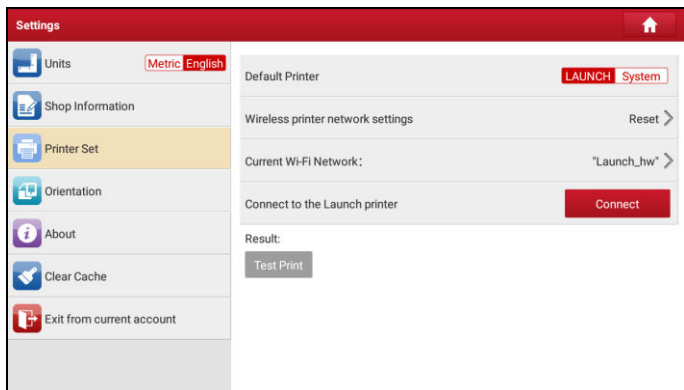 Settings
Units Metric English
Shop Information
Printer Set
Orientation
About
Clear Cache
Exit from current account
Default Printer LAUNCH System
Wireless printer network settings Reset
Current Wi-Fi Network: "Launch_hw"
Connect to the Launch printer Connect
Result:
Test Print